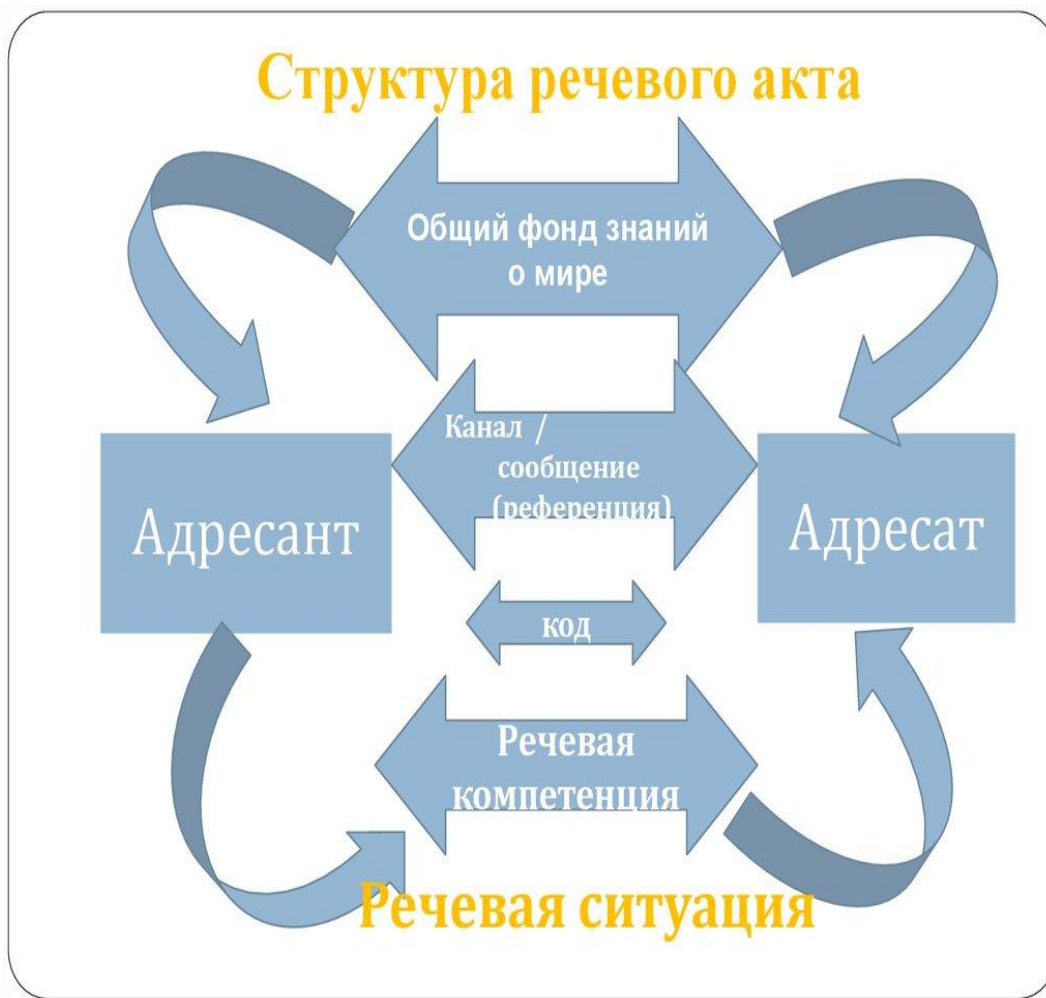 Структура речевого акта
Общий фонд знаний
о мире
Канал /
сообщение
(референция)
Адресант
Адресат
код
Речевая
компетенция
Речевая ситуация